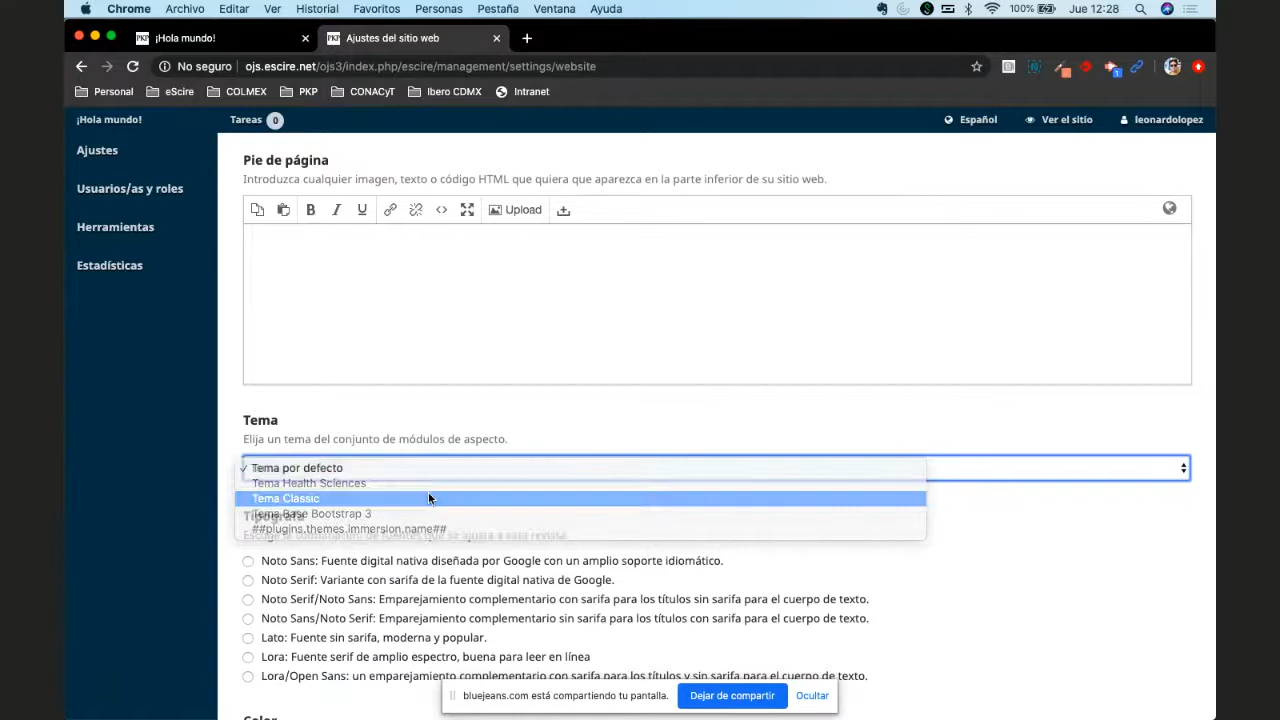 Chrome Archivo Editar Ver Historial Favoritos Personas Pestaña Ventana Ayuda 100% Jue 12:28
¡Hola mundo! × Ajustes del sitio web × +
No seguro ojs.escire.net/ojs3/index.php/escire/management/settings/website
Personal eScire COLMEX PKP CONACyT Ibero CDMX Intranet
¡Hola mundo! Tareas 0 Español Ver el sitio leonardolopez
Ajustes
Usuarios/as y roles
Herramientas
Estadísticas
Pie de página
Introduzca cualquier imagen, texto o código HTML que quiera que aparezca en la parte inferior de su sitio web.
B I U Upload
Tema
Elija un tema del conjunto de módulos de aspecto.
✓ Tema por defecto
Tema Health Sciences
Tema Classic
Tema Base Bootstrap 3
##plugins.themes.immersion.name##
Noto Sans: Fuente digital nativa diseñada por Google con un amplio soporte idiomático.
Noto Serif: Variante con sarifa de la fuente digital nativa de Google.
Noto Serif/Noto Sans: Emparejamiento complementario con sarifa para los títulos sin sarifa para el cuerpo de texto.
Noto Sans/Noto Serif: Emparejamiento complementario sin sarifa para los títulos con sarifa para el cuerpo de texto.
Lato: Fuente sin sarifa, moderna y popular.
Lora: Fuente serif de amplio espectro, buena para leer en línea
Lora/Open Sans: un emparejamiento complementario con sarifa para los títulos y sin sarifa para el cuerpo de texto.
bluejeans.com está compartiendo tu pantalla. Dejar de compartir Ocultar
Color